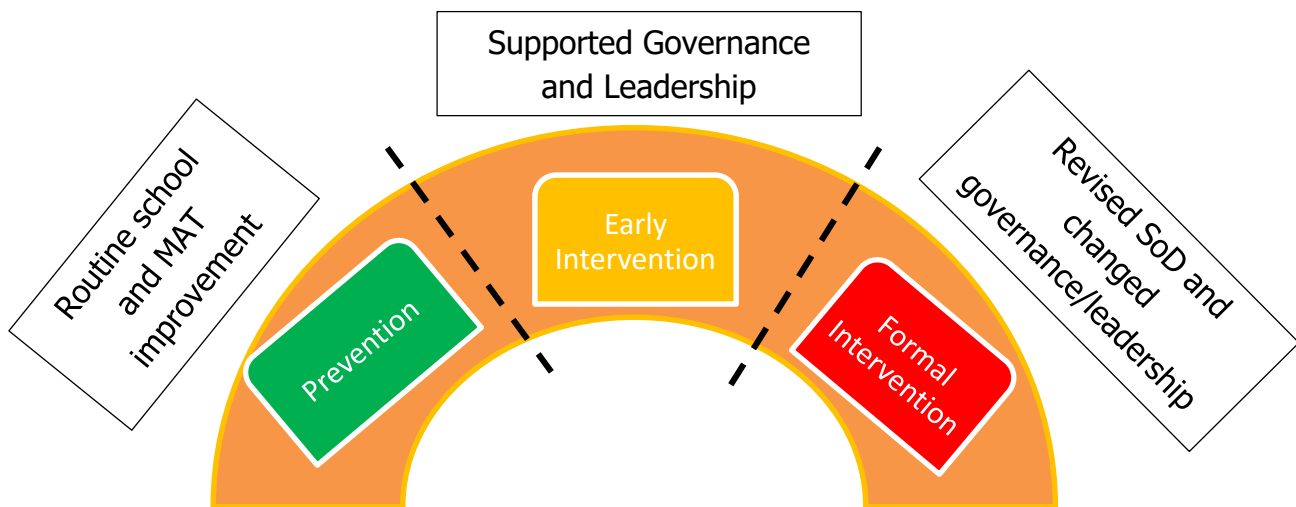 Supported Governance
and Leadership
Routine school
and MAT
improvement
Revised SoD and
changed
governance/leadership
Prevention
Early
Intervention
Formal
Intervention